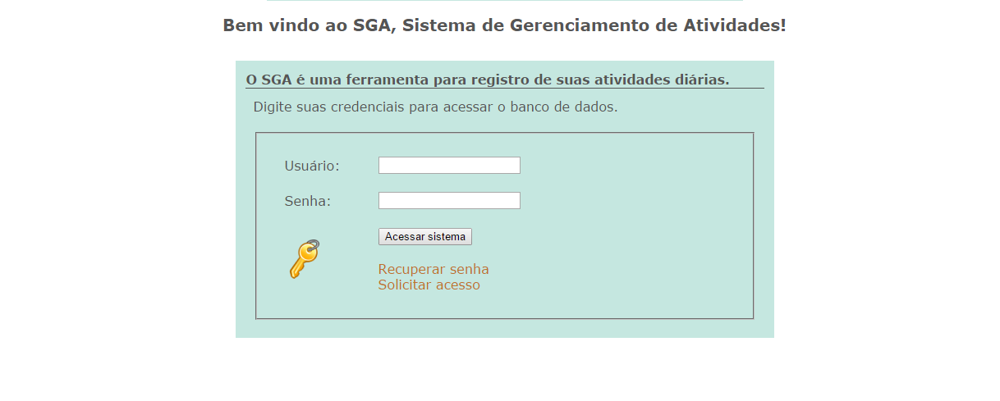 Bem vindo ao SGA, Sistema de Gerenciamento de Atividades!
O SGA é uma ferramenta para registro de suas atividades diárias.
Digite suas credenciais para acessar o banco de dados.
Usuário:
Senha:
Acessar sistema
Recuperar senha
Solicitar acesso